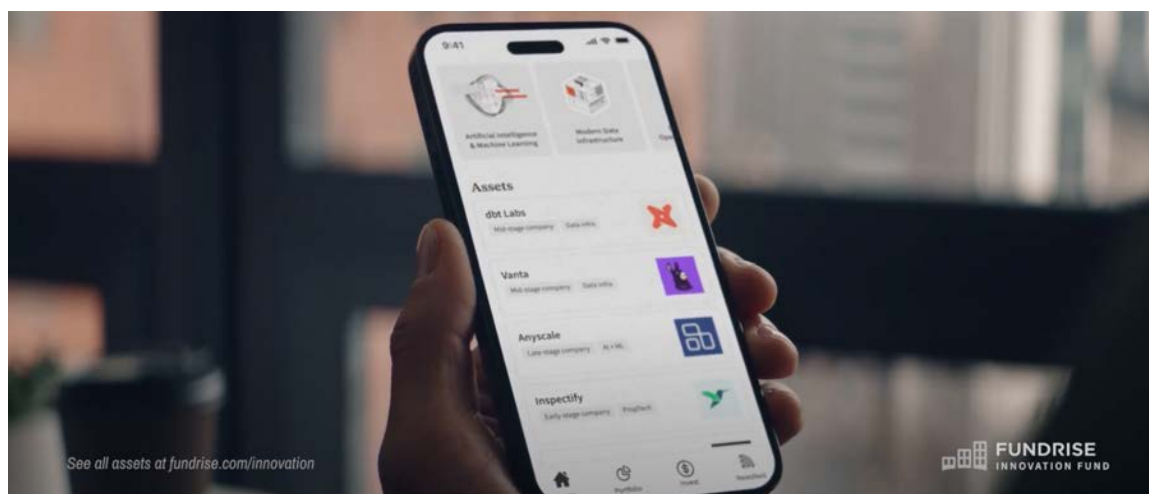 9:41
Artificial Intelligence
& Machine Learning
Modern Data
Infrastructure
Assets
dbt Labs
Mid-stage company Data infra
Vanta
Mid-stage company Data infra
Anyscale
Late-stage company AI + ML
Inspectify
Early-stage company PropTech
Portfolio
Invest
Newsfeed
See all assets at fundrise.com/innovation
FUNDRISE
INNOVATION FUND